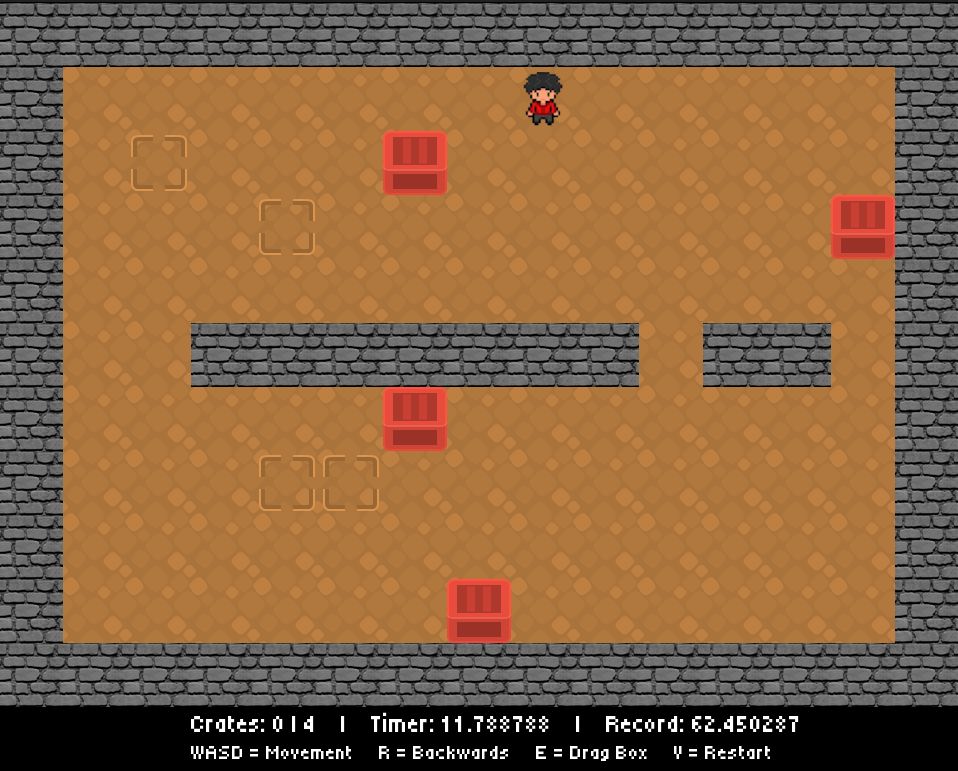 Crates: 0 | 4 | Timer: 11.788788 | Record: 62.450287
WASD = Movement R = Backwards E = Drag Box V = Restart